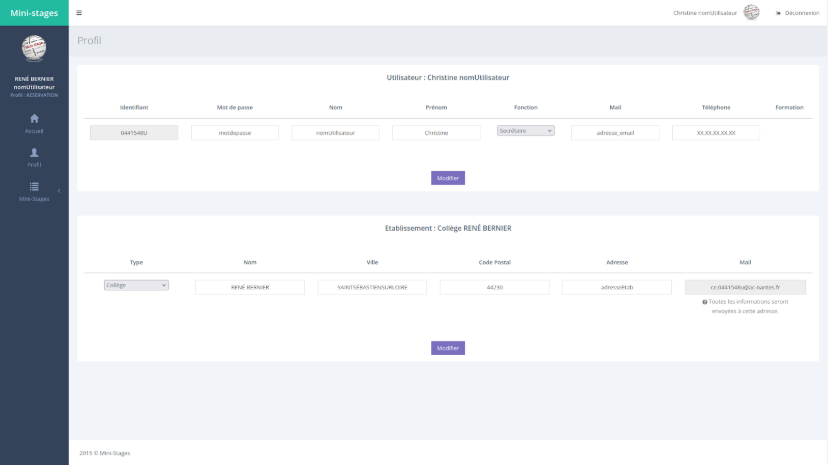 Mini-stages
Christine nomUtilisateur
Déconnexion
RENÉ BERNIER
nomUtilisateur
Profil : RESERVATION
Accueil
Profil
Mini-Stages
Profil
Utilisateur : Christine nomUtilisateur
Identifiant Mot de passe Nom Prénom Fonction Mail Téléphone Formation
0441548U motdepasse nomUtilisateur Christine Secrétaire adresse_email XX.XX.XX.XX.XX
Modifier
Etablissement : Collège RENÉ BERNIER
Type Nom Ville Code Postal Adresse Mail
Collège RENÉ BERNIER SAINTSÉBASTIENSURLOIRE 44230 adresseEtab ce.0441548u@ac-nantes.fr
Toutes les informations seront
envoyées à cette adresse.
Modifier
2015 © Mini-Stages